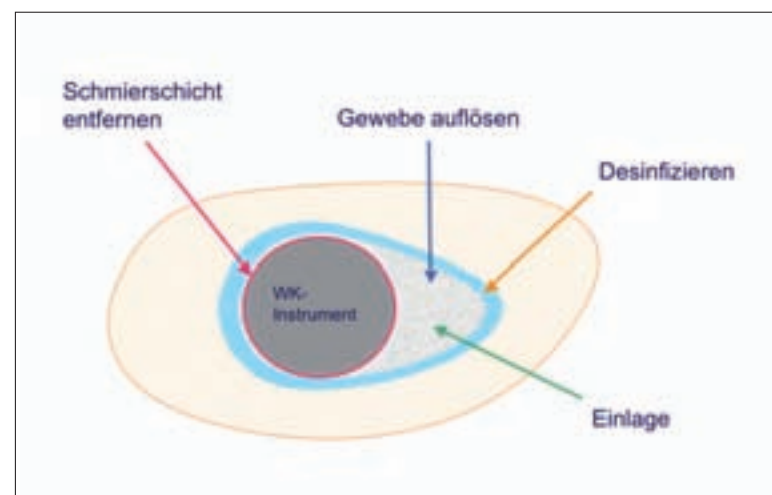 Schmierschicht
entfernen
Gewebe auflösen
Desinfizieren
WK-
Instrument
Einlage